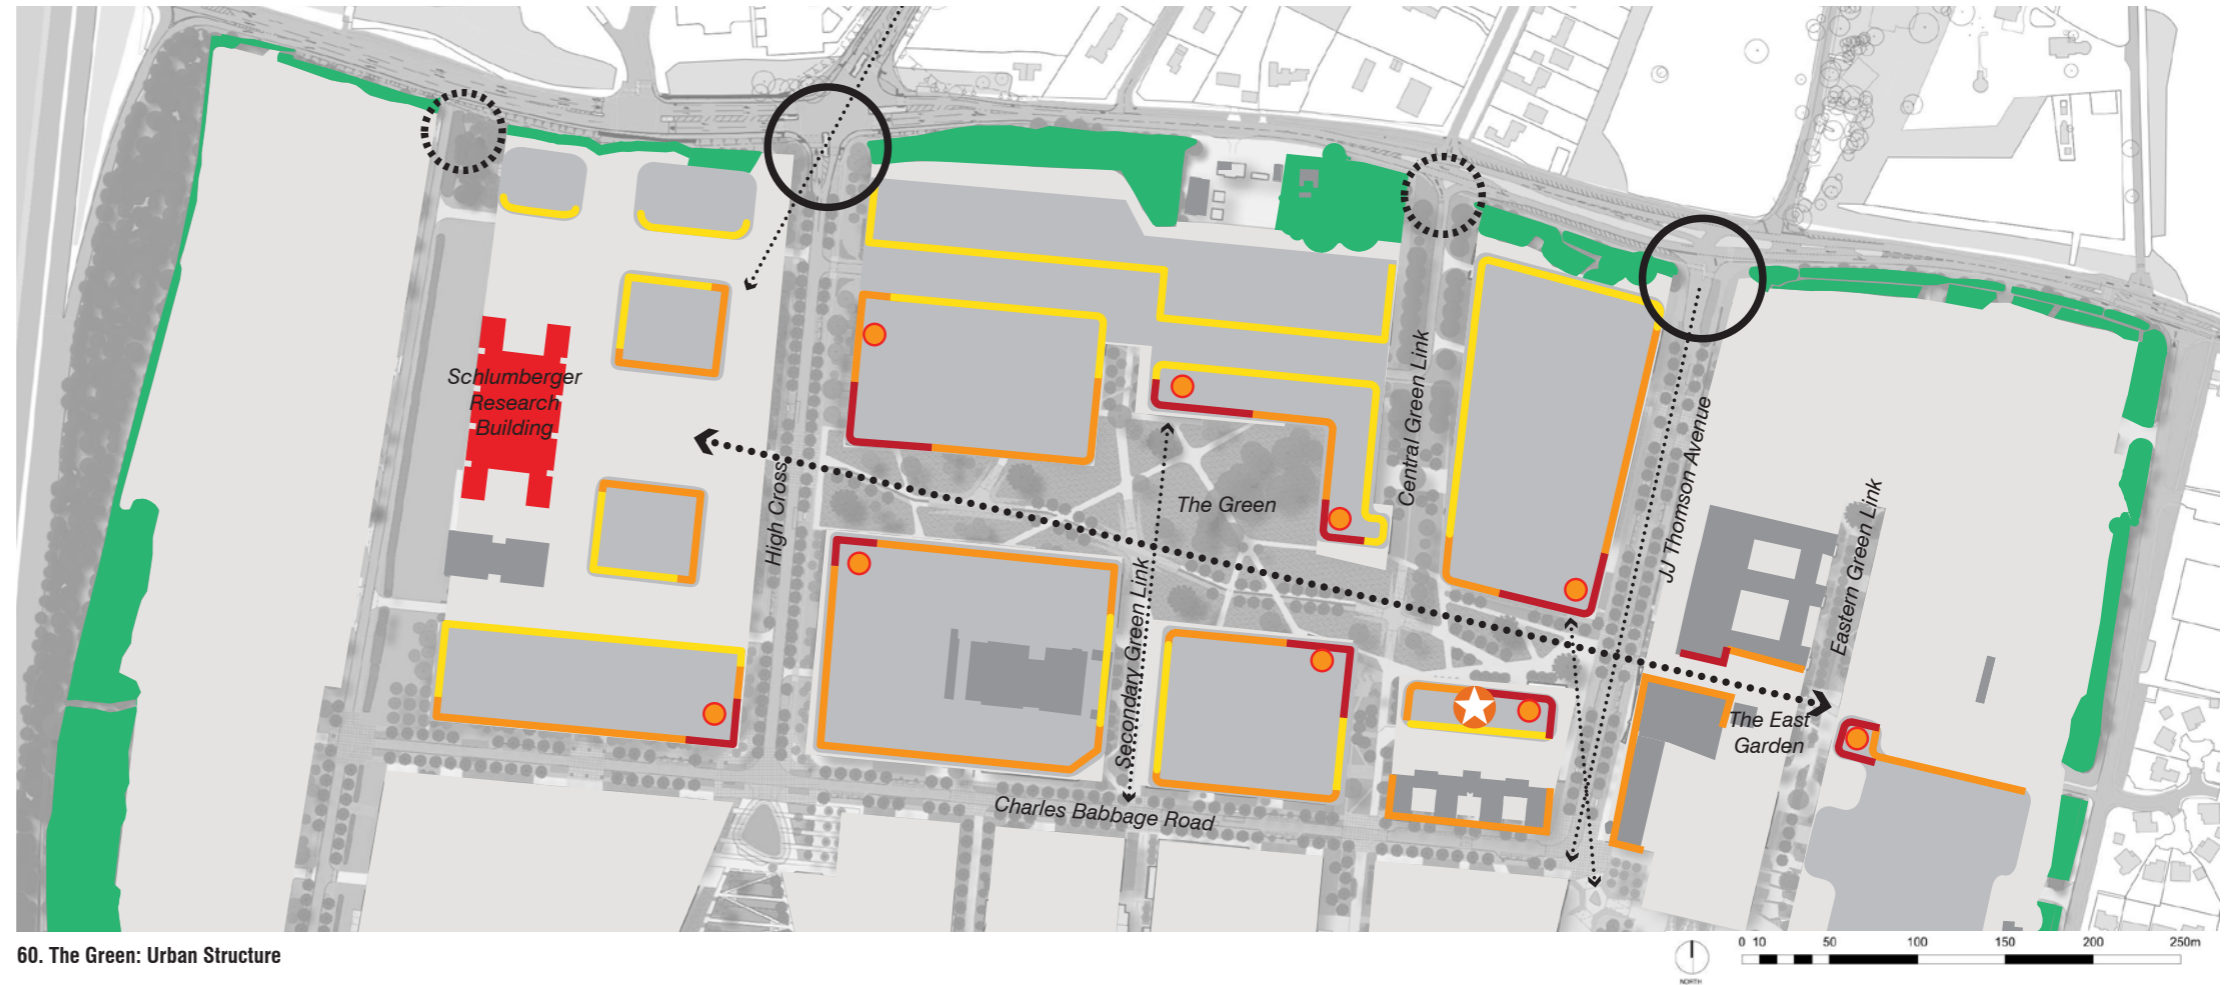 Schlumberger
Research
Building
High Cross
The Green
Secondary Green Link
Central Green Link
JJ Thomson Avenue
Eastern Green Link
The East
Garden
Charles Babbage Road
60. The Green: Urban Structure
NORTH
0 10 50 100 150 200 250m